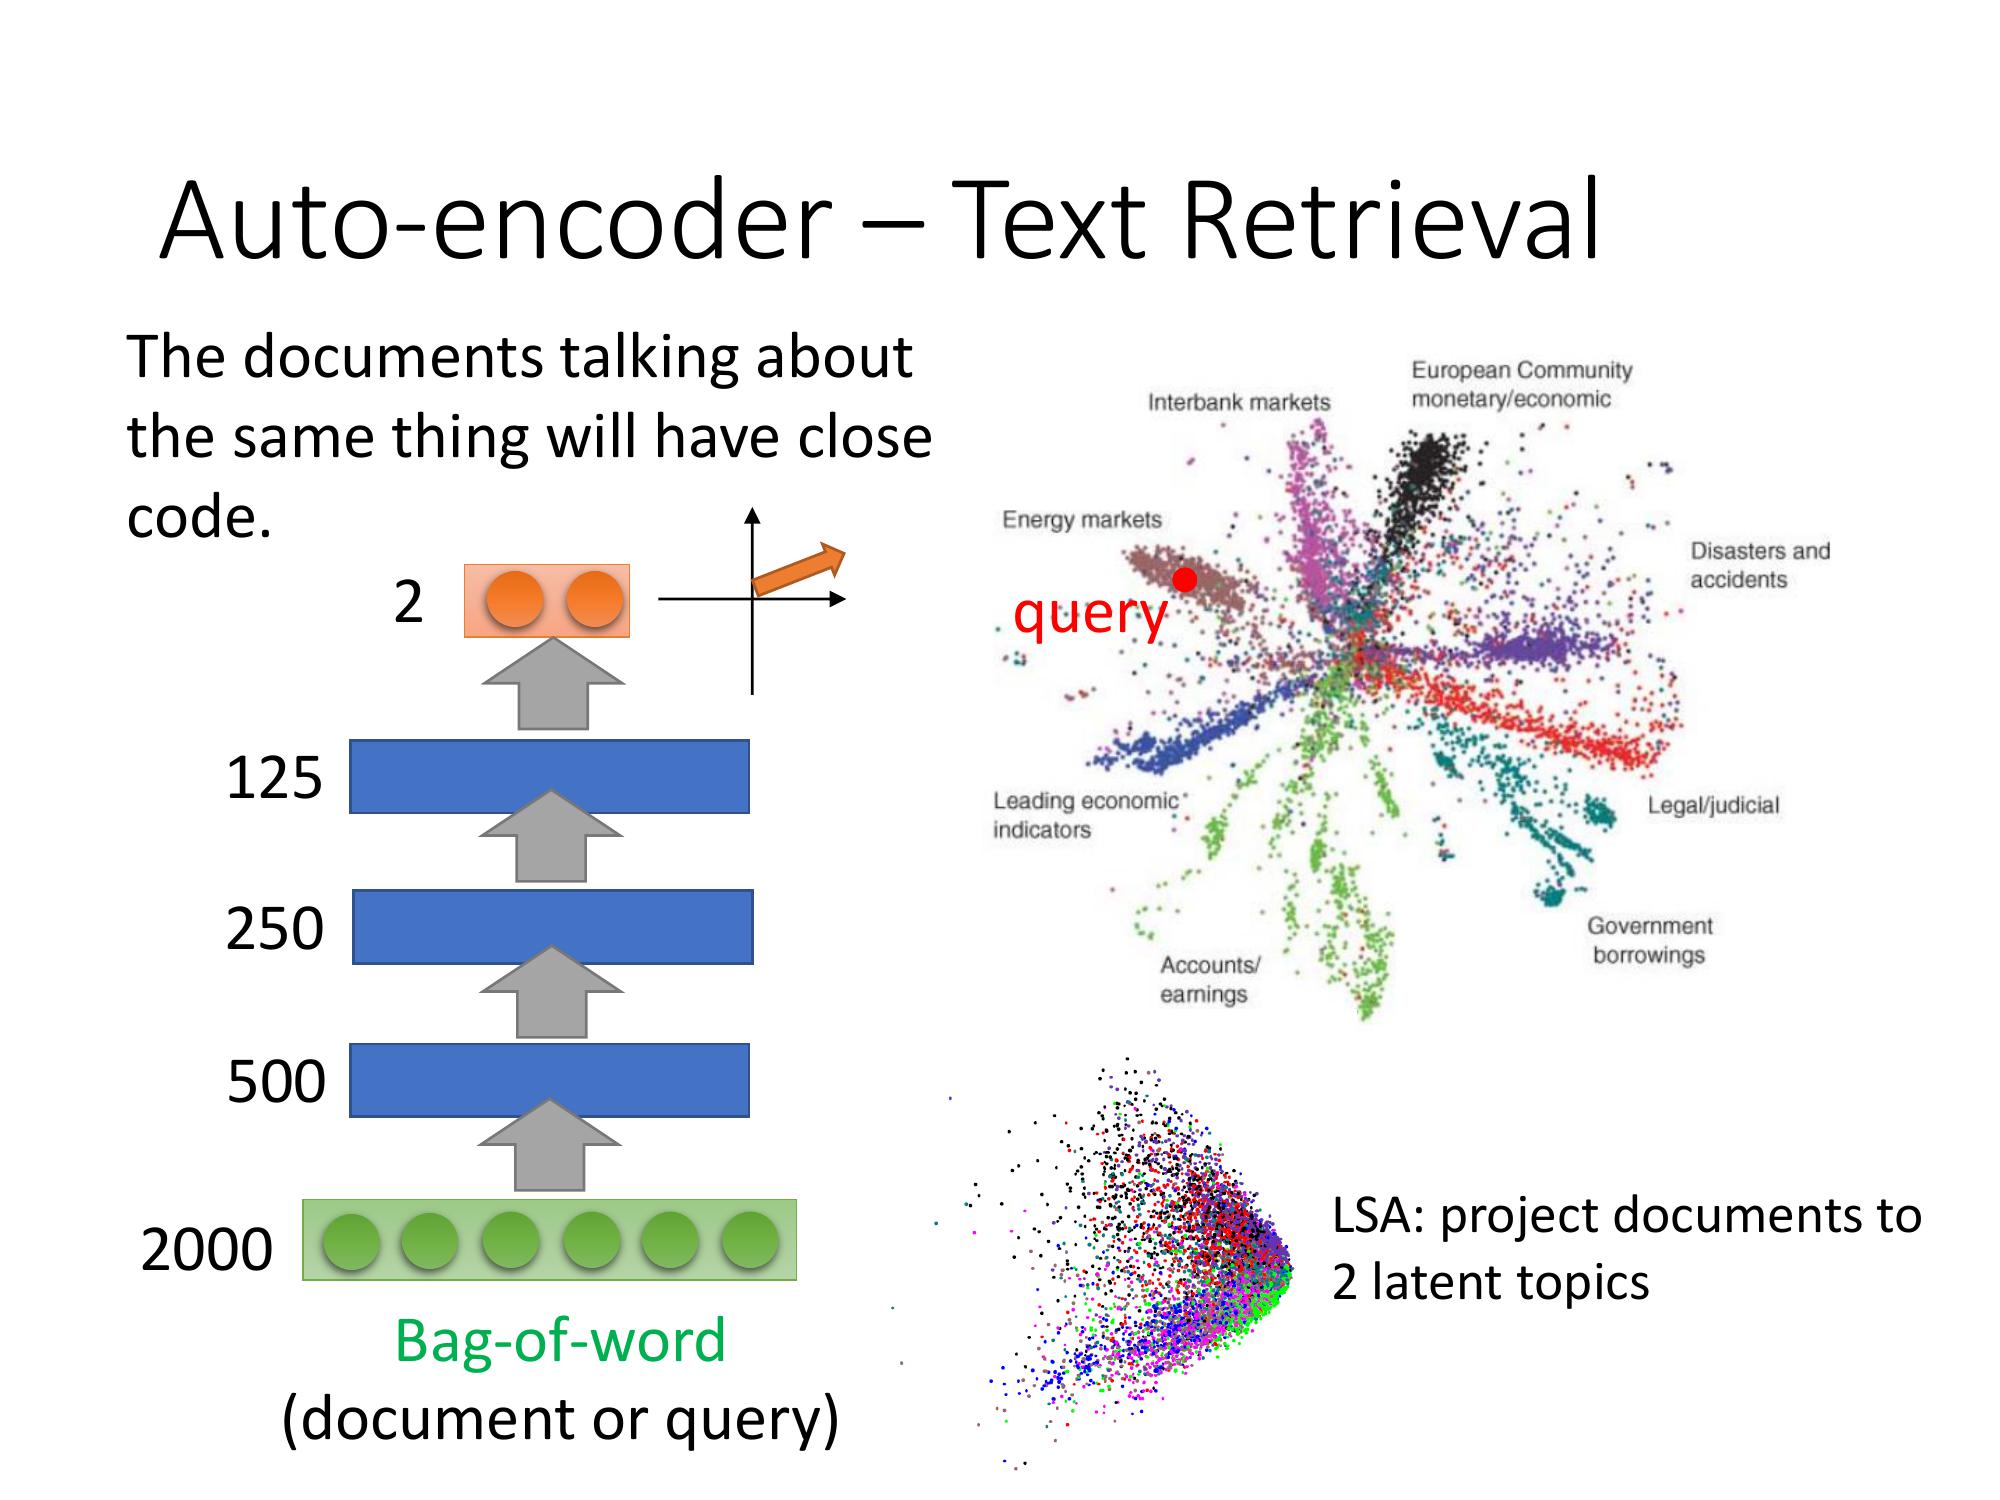 Auto-encoder – Text Retrieval
The documents talking about
the same thing will have close
code.
2
125
250
500
2000
Bag-of-word
(document or query)
Interbank markets
European Community
monetary/economic
Energy markets
Disasters and
accidents
query
Leading economic
indicators
Legal/judicial
Government
borrowings
Accounts/
earnings
LSA: project documents to
2 latent topics